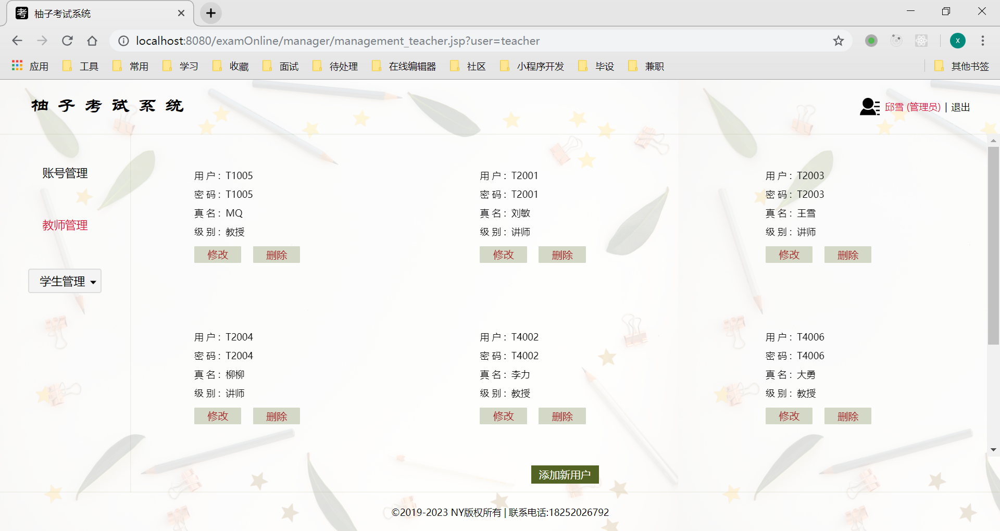 考 柚子考试系统
localhost:8080/examOnline/manager/management_teacher.jsp?user=teacher
x
应用 工具 常用 学习 收藏 面试 待处理 在线编辑器 社区 小程序开发 毕设 兼职 其他书签
柚子考试系统
邱雪 (管理员) | 退出
账号管理
教师管理
学生管理
用 户 : T1005
密 码 : T1005
真 名 : MQ
级 别 : 教授
修改 删除
用 户 : T2001
密 码 : T2001
真 名 : 刘敏
级 别 : 讲师
修改 删除
用 户 : T2003
密 码 : T2003
真 名 : 王雪
级 别 : 讲师
修改 删除
用 户 : T2004
密 码 : T2004
真 名 : 柳柳
级 别 : 讲师
修改 删除
用 户 : T4002
密 码 : T4002
真 名 : 李力
级 别 : 教授
修改 删除
用 户 : T4006
密 码 : T4006
真 名 : 大勇
级 别 : 教授
修改 删除
添加新用户
©2019-2023 NY版权所有 | 联系电话:18252026792